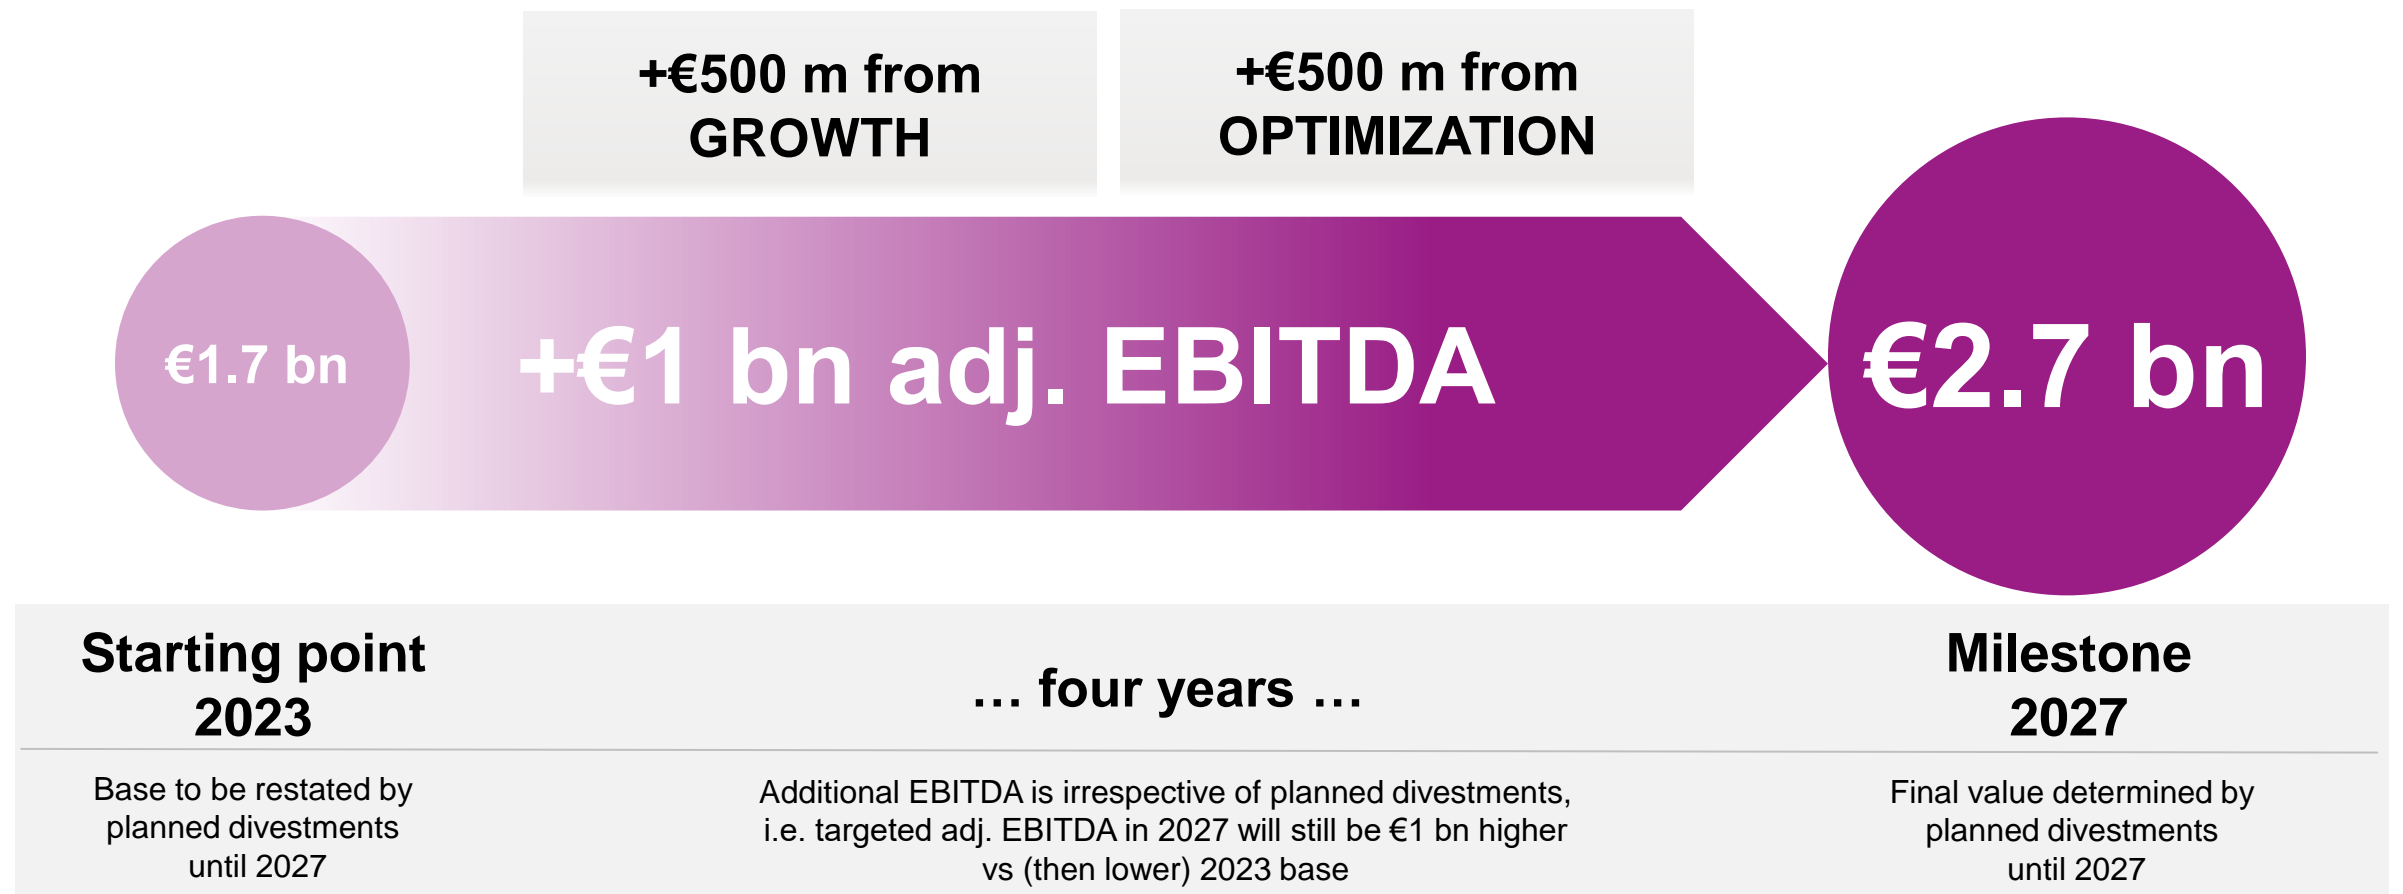 +€500 m from
GROWTH
+€500 m from
OPTIMIZATION
€1.7 bn
+€1 bn adj. EBITDA
€2.7 bn
Starting point
2023
… four years …
Milestone
2027
Base to be restated by
planned divestments
until 2027
Additional EBITDA is irrespective of planned divestments,
i.e. targeted adj. EBITDA in 2027 will still be €1 bn higher
vs (then lower) 2023 base
Final value determined by
planned divestments
until 2027